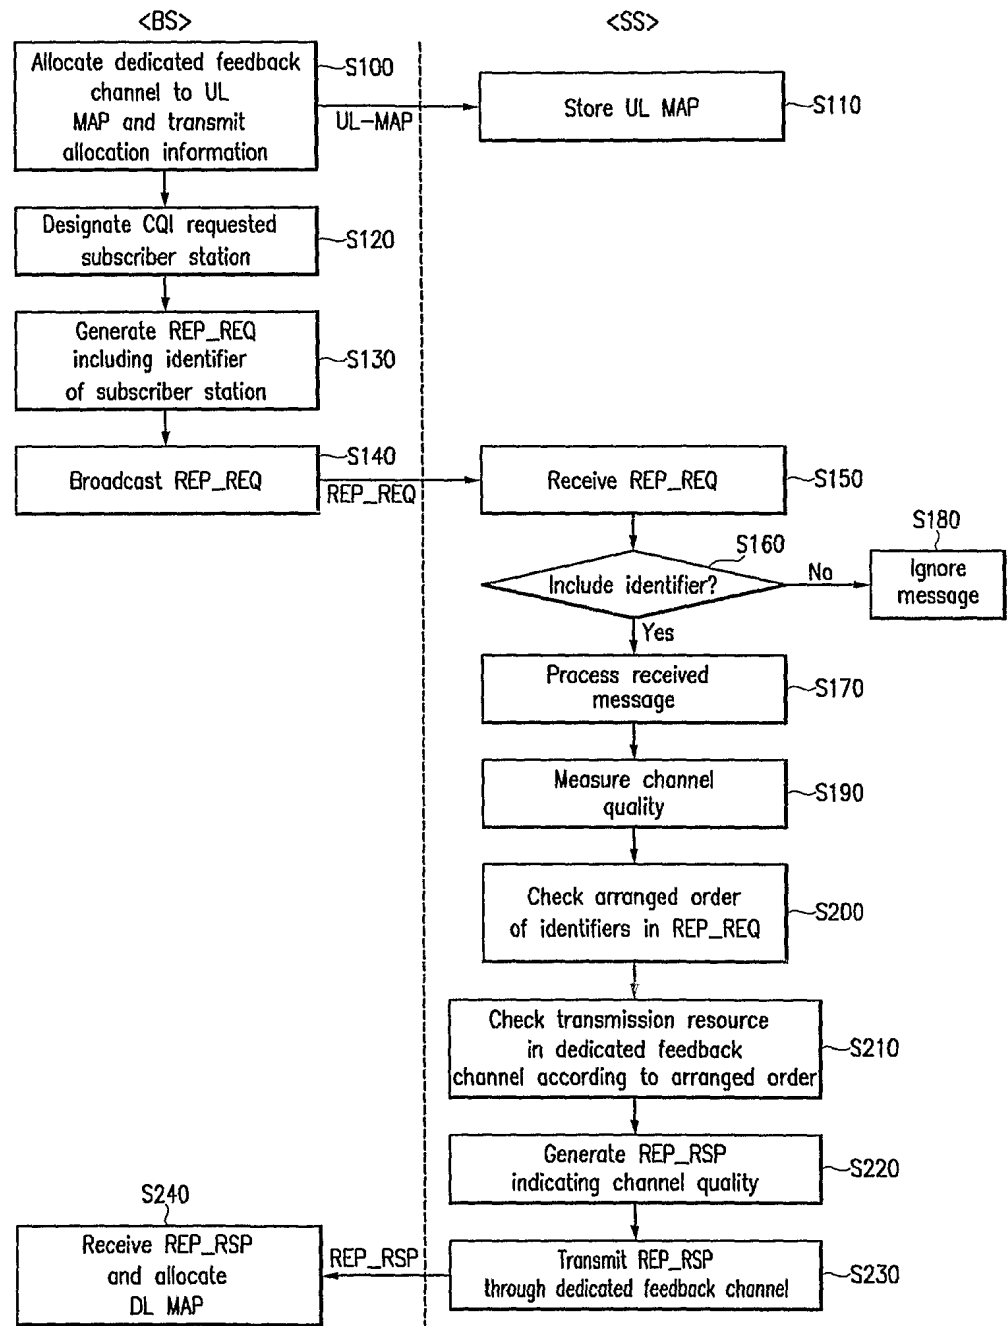 <BS>
<SS>
Allocate dedicated feedback
channel to UL
MAP and transmit
allocation information
S100
UL-MAP
Store UL MAP
S110
Designate CQI requested
subscriber station
S120
Generate REP_REQ
including identifier
of subscriber station
S130
Broadcast REP_REQ
S140
REP_REQ
Receive REP_REQ
S150
S160
Include identifier?
No
S180
Ignore
message
Yes
Process received
message
S170
Measure channel
quality
S190
Check arranged order
of identifiers in REP_REQ
S200
Check transmission resource
in dedicated feedback
channel according to arranged order
S210
Generate REP_RSP
indicating channel quality
S220
S240
Receive REP_RSP
and allocate
DL MAP
REP_RSP
Transmit REP_RSP
through dedicated feedback channel
S230